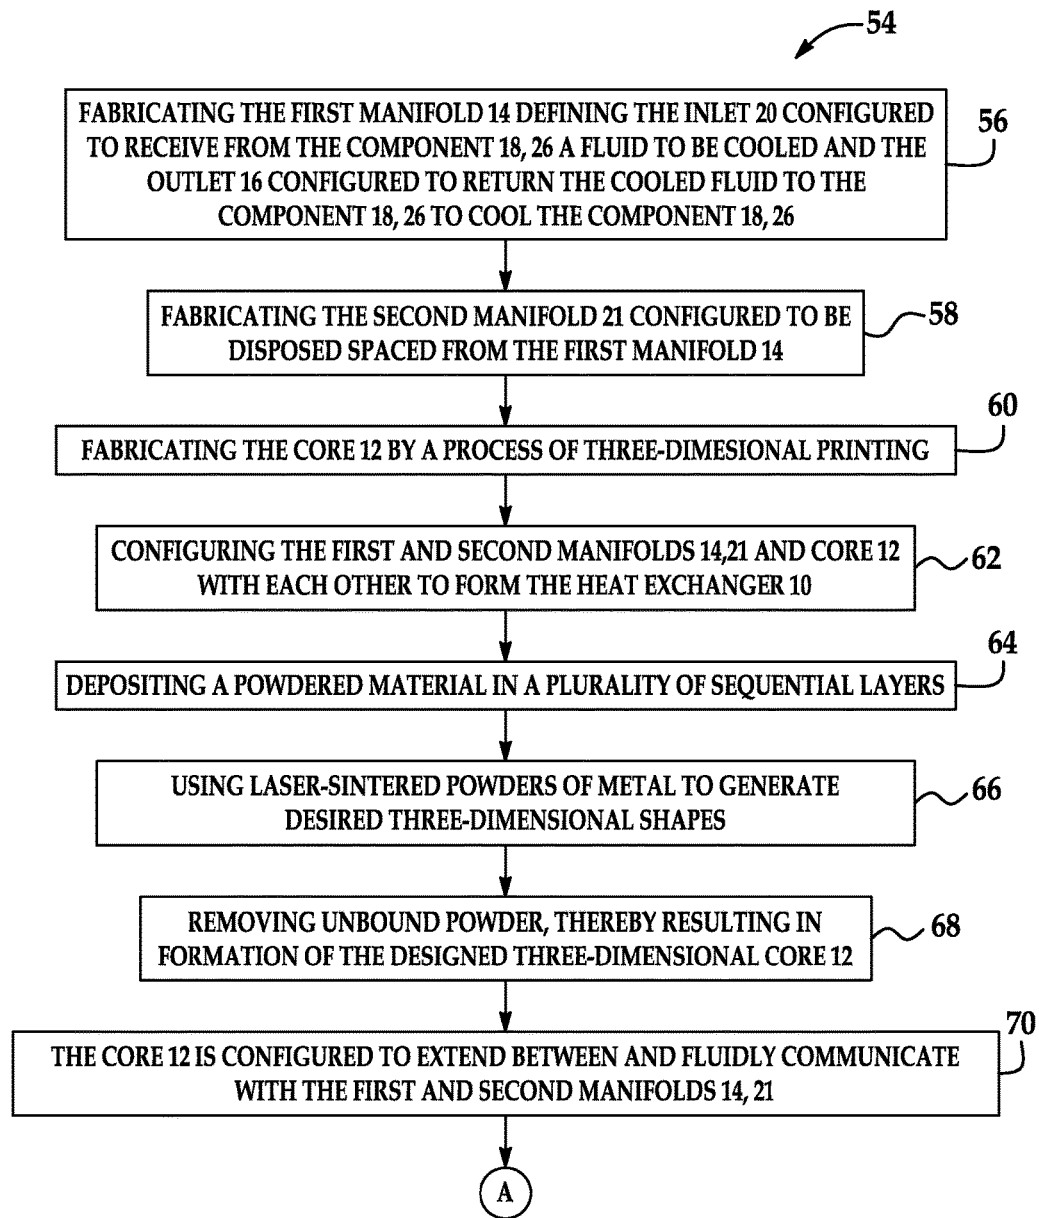 54
FABRICATING THE FIRST MANIFOLD 14 DEFINING THE INLET 20 CONFIGURED
TO RECEIVE FROM THE COMPONENT 18, 26 A FLUID TO BE COOLED AND THE
OUTLET 16 CONFIGURED TO RETURN THE COOLED FLUID TO THE
COMPONENT 18, 26 TO COOL THE COMPONENT 18, 26
56
FABRICATING THE SECOND MANIFOLD 21 CONFIGURED TO BE
DISPOSED SPACED FROM THE FIRST MANIFOLD 14
58
FABRICATING THE CORE 12 BY A PROCESS OF THREE-DIMESIONAL PRINTING
60
CONFIGURING THE FIRST AND SECOND MANIFOLDS 14,21 AND CORE 12
WITH EACH OTHER TO FORM THE HEAT EXCHANGER 10
62
DEPOSITING A POWDERED MATERIAL IN A PLURALITY OF SEQUENTIAL LAYERS
64
USING LASER-SINTERED POWDERS OF METAL TO GENERATE
DESIRED THREE-DIMENSIONAL SHAPES
66
REMOVING UNBOUND POWDER, THEREBY RESULTING IN
FORMATION OF THE DESIGNED THREE-DIMENSIONAL CORE 12
68
THE CORE 12 IS CONFIGURED TO EXTEND BETWEEN AND FLUIDLY COMMUNICATE
WITH THE FIRST AND SECOND MANIFOLDS 14, 21
70
A